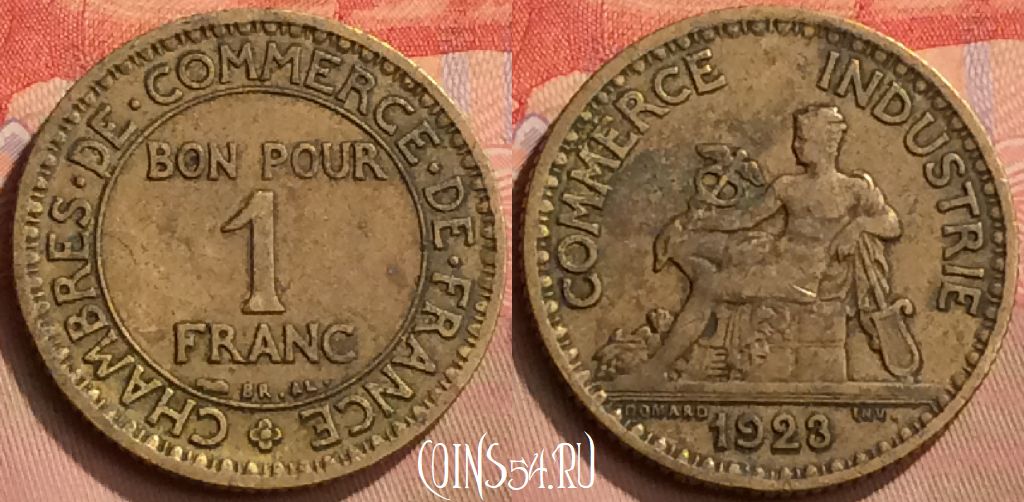 CHAMBRES · DE · COMMERCE · DE · FRANCE
BON POUR
1
FRANC
BR. AL.
COMMERCE INDUSTRIE
DOMARD INV
1923
COINS54.RU